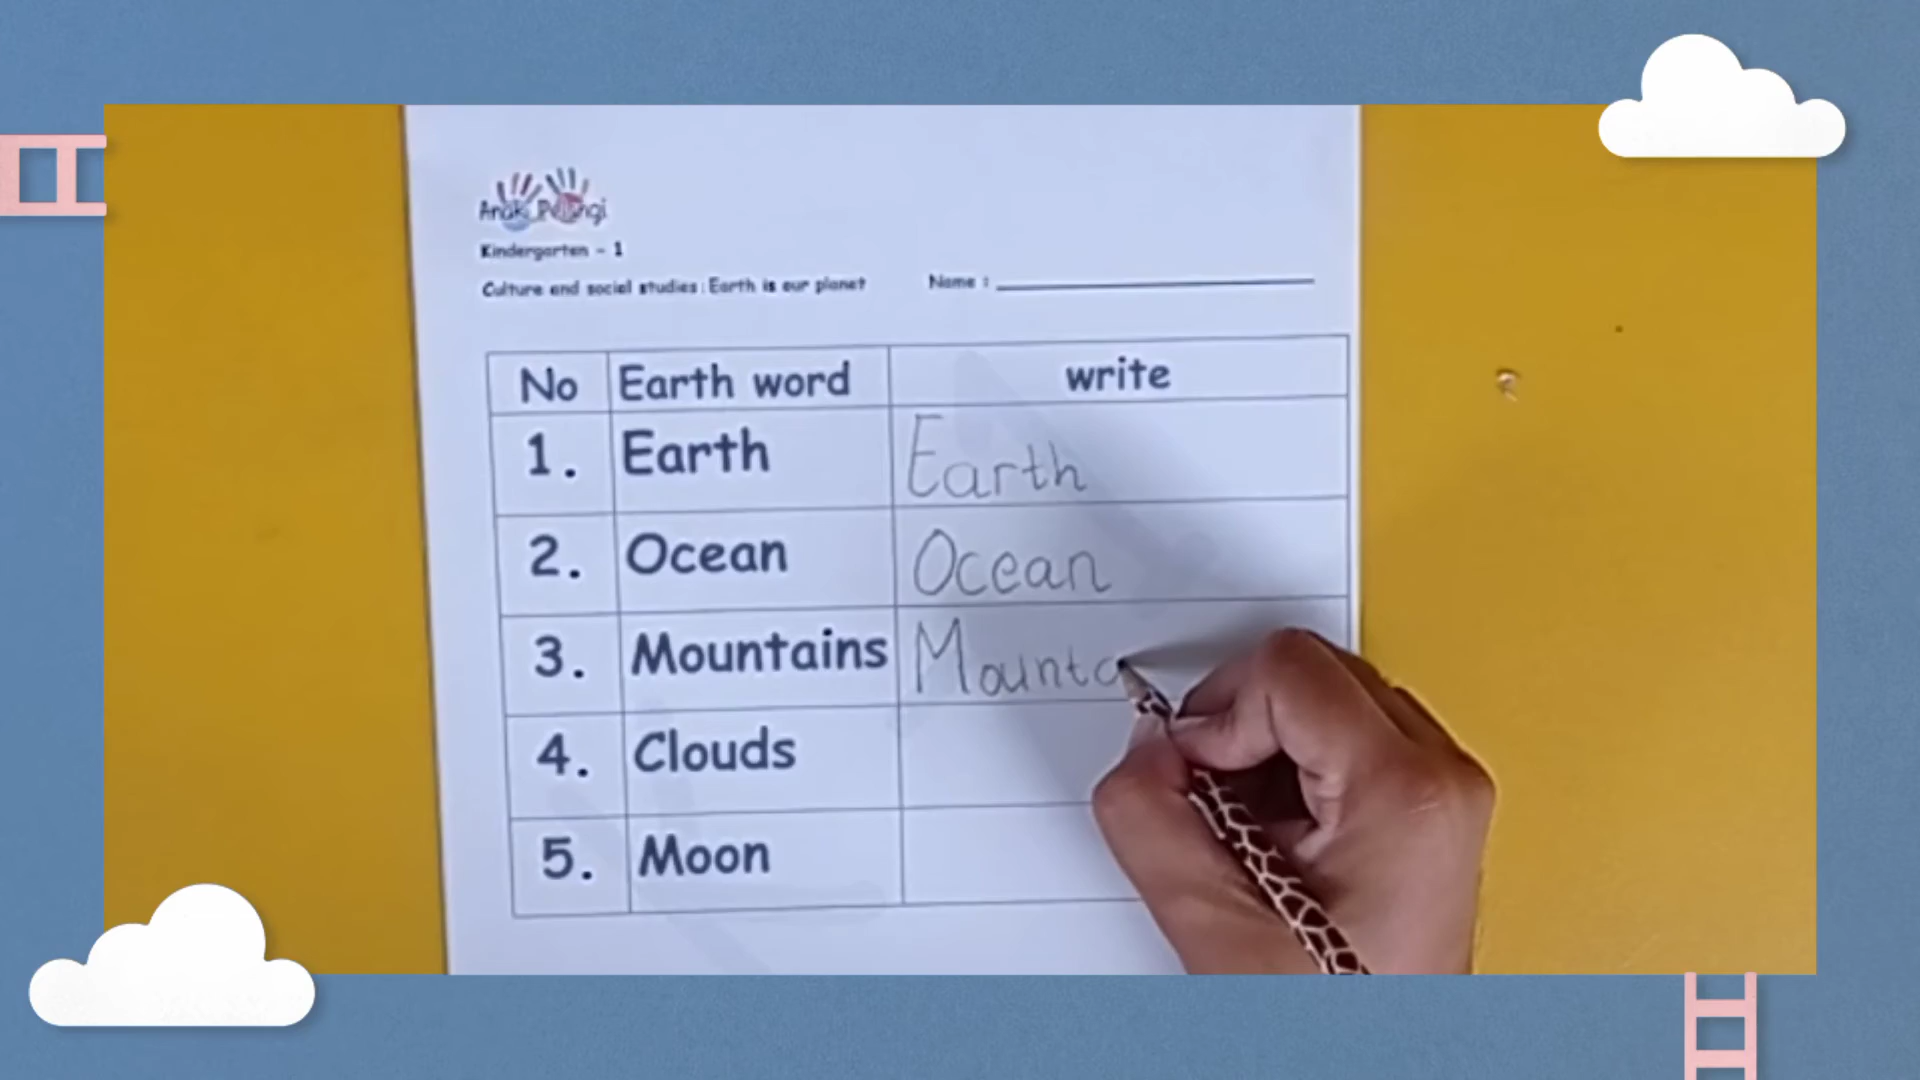 Anak Pelangi
Kindergarten - 1
Culture and social studies : Earth is our planet Name : 
No Earth word write
1. Earth Earth
2. Ocean Ocean
3. Mountains Mounta
4. Clouds
5. Moon